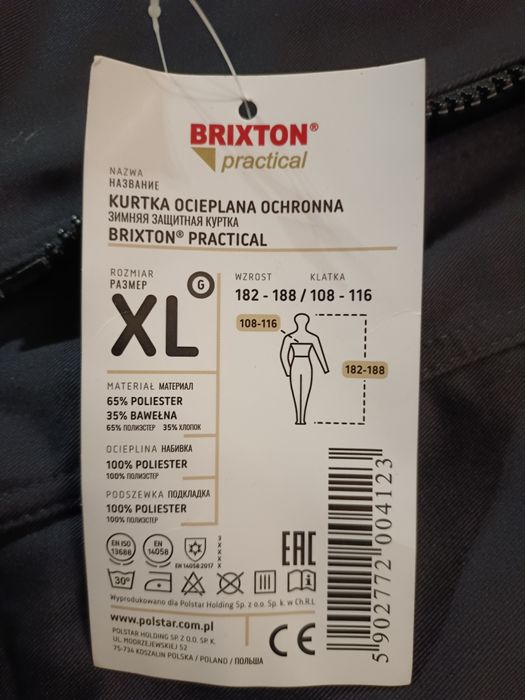 BRIXTON®
practical
NAZWA
НАЗВАНИЕ
KURTKA OCIEPLANA OCHRONNA
ЗИМНЯЯ ЗАЩИТНАЯ КУРТКА
BRIXTON® PRACTICAL
ROZMIAR
РАЗМЕР
G
XL
WZROST KLATKA
182 - 188 / 108 - 116
108-116
182-188
MATERIAŁ МАТЕРИАЛ
65% POLIESTER
35% BAWEŁNA
65% ПОЛИЭСТЕР 35% ХЛОПОК
OCIEPLINA НАБИВКА
100% POLIESTER
100% ПОЛИЭСТЕР
PODSZEWKA ПОДКЛАДКА
100% POLIESTER
100% ПОЛИЭСТЕР
EN ISO
13688
EN
14058
3
X
X
X
X
EN 14058:2017
EAC
30°
Wyprodukowano dla Polstar Holding Sp. z o.o. Sp. k. w Ch.R.L
www.polstar.com.pl
POLSTAR HOLDING SP. Z O.O. SP. K.
UL. MODRZEJEWSKIEJ 52
75-734 KOSZALIN POLSKA / POLAND / ПОЛЬША
CE
5 902772 004123